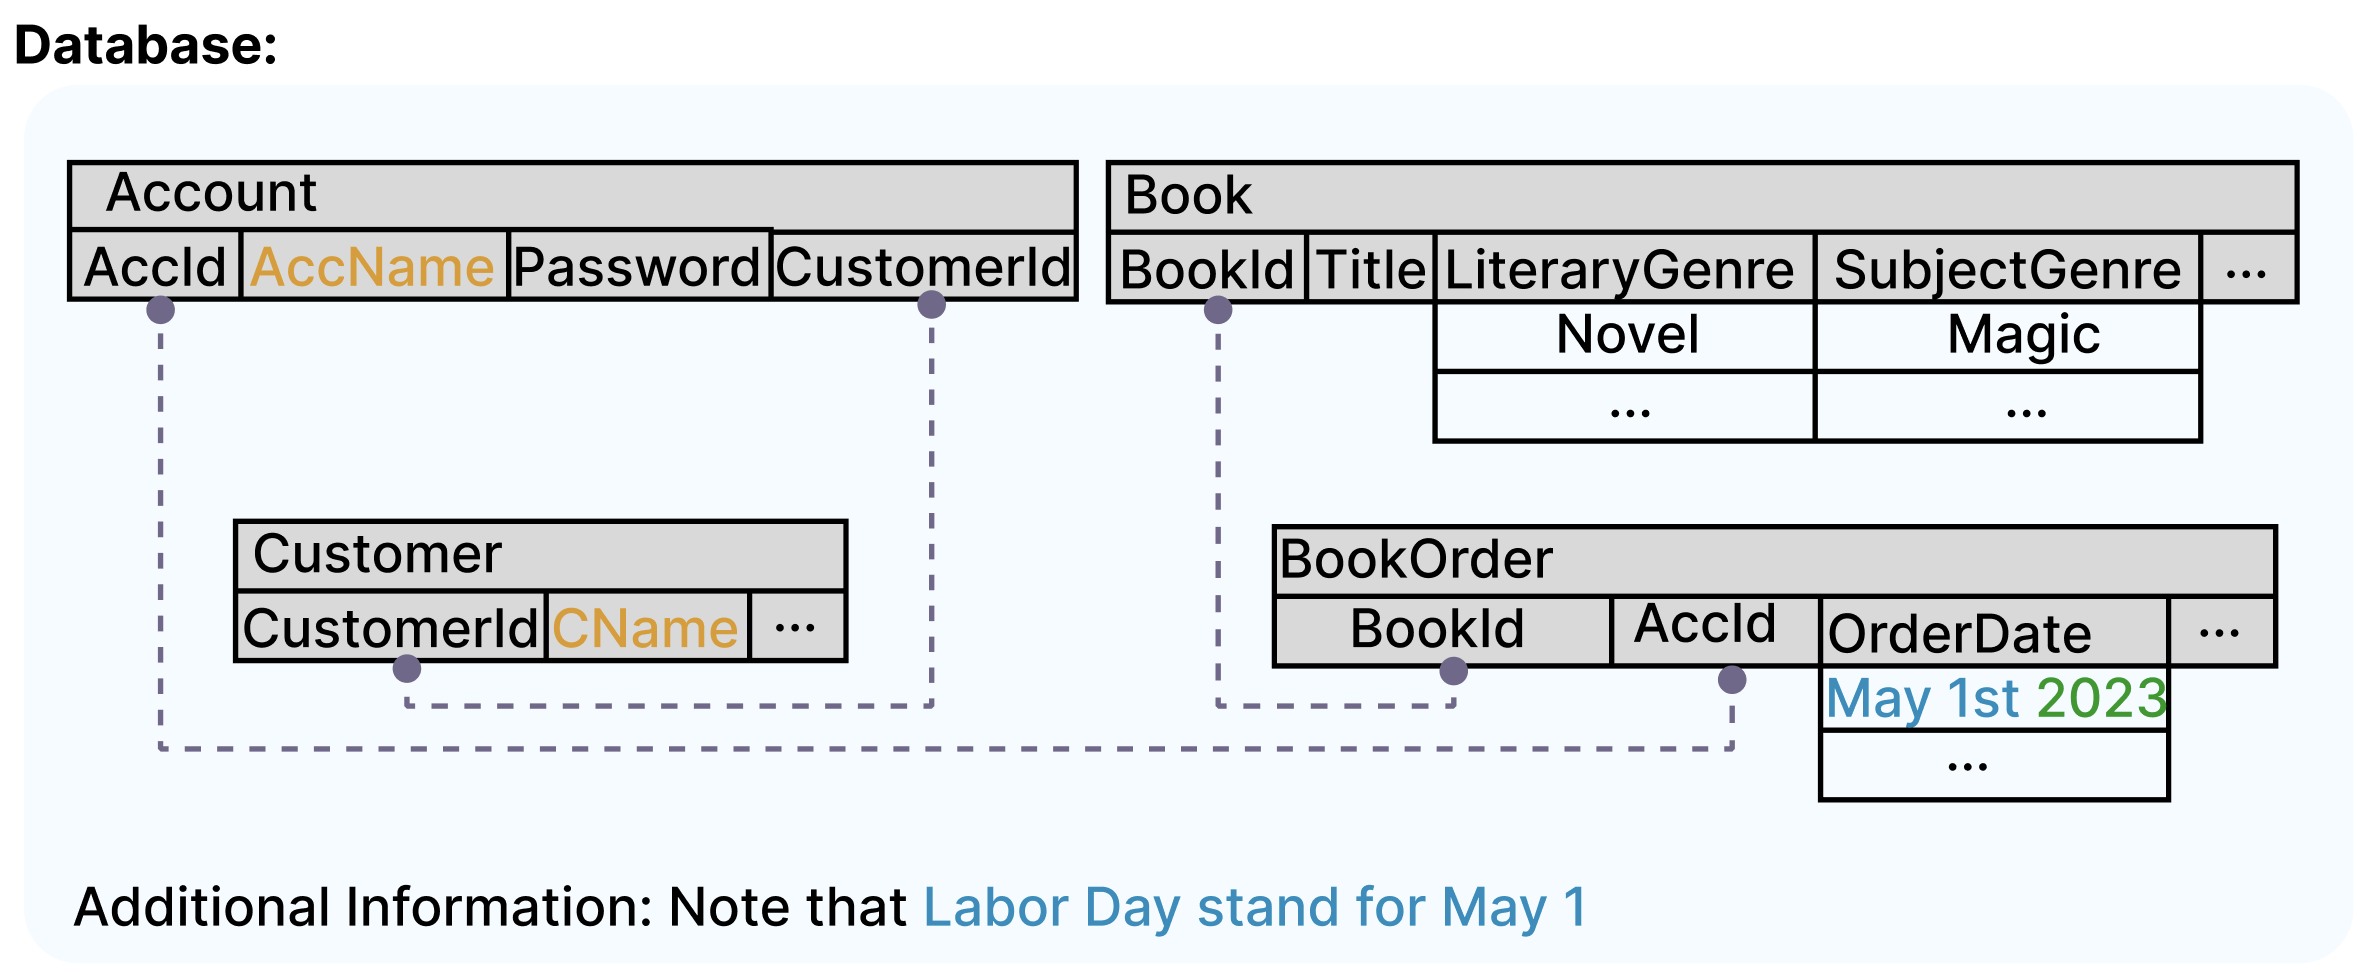 Database:
Account
AccId AccName Password CustomerId
Book
BookId Title LiteraryGenre SubjectGenre ...
Novel Magic
... ...
Customer
CustomerId CName ...
BookOrder
BookId AccId OrderDate ...
May 1st 2023
...
Additional Information: Note that Labor Day stand for May 1